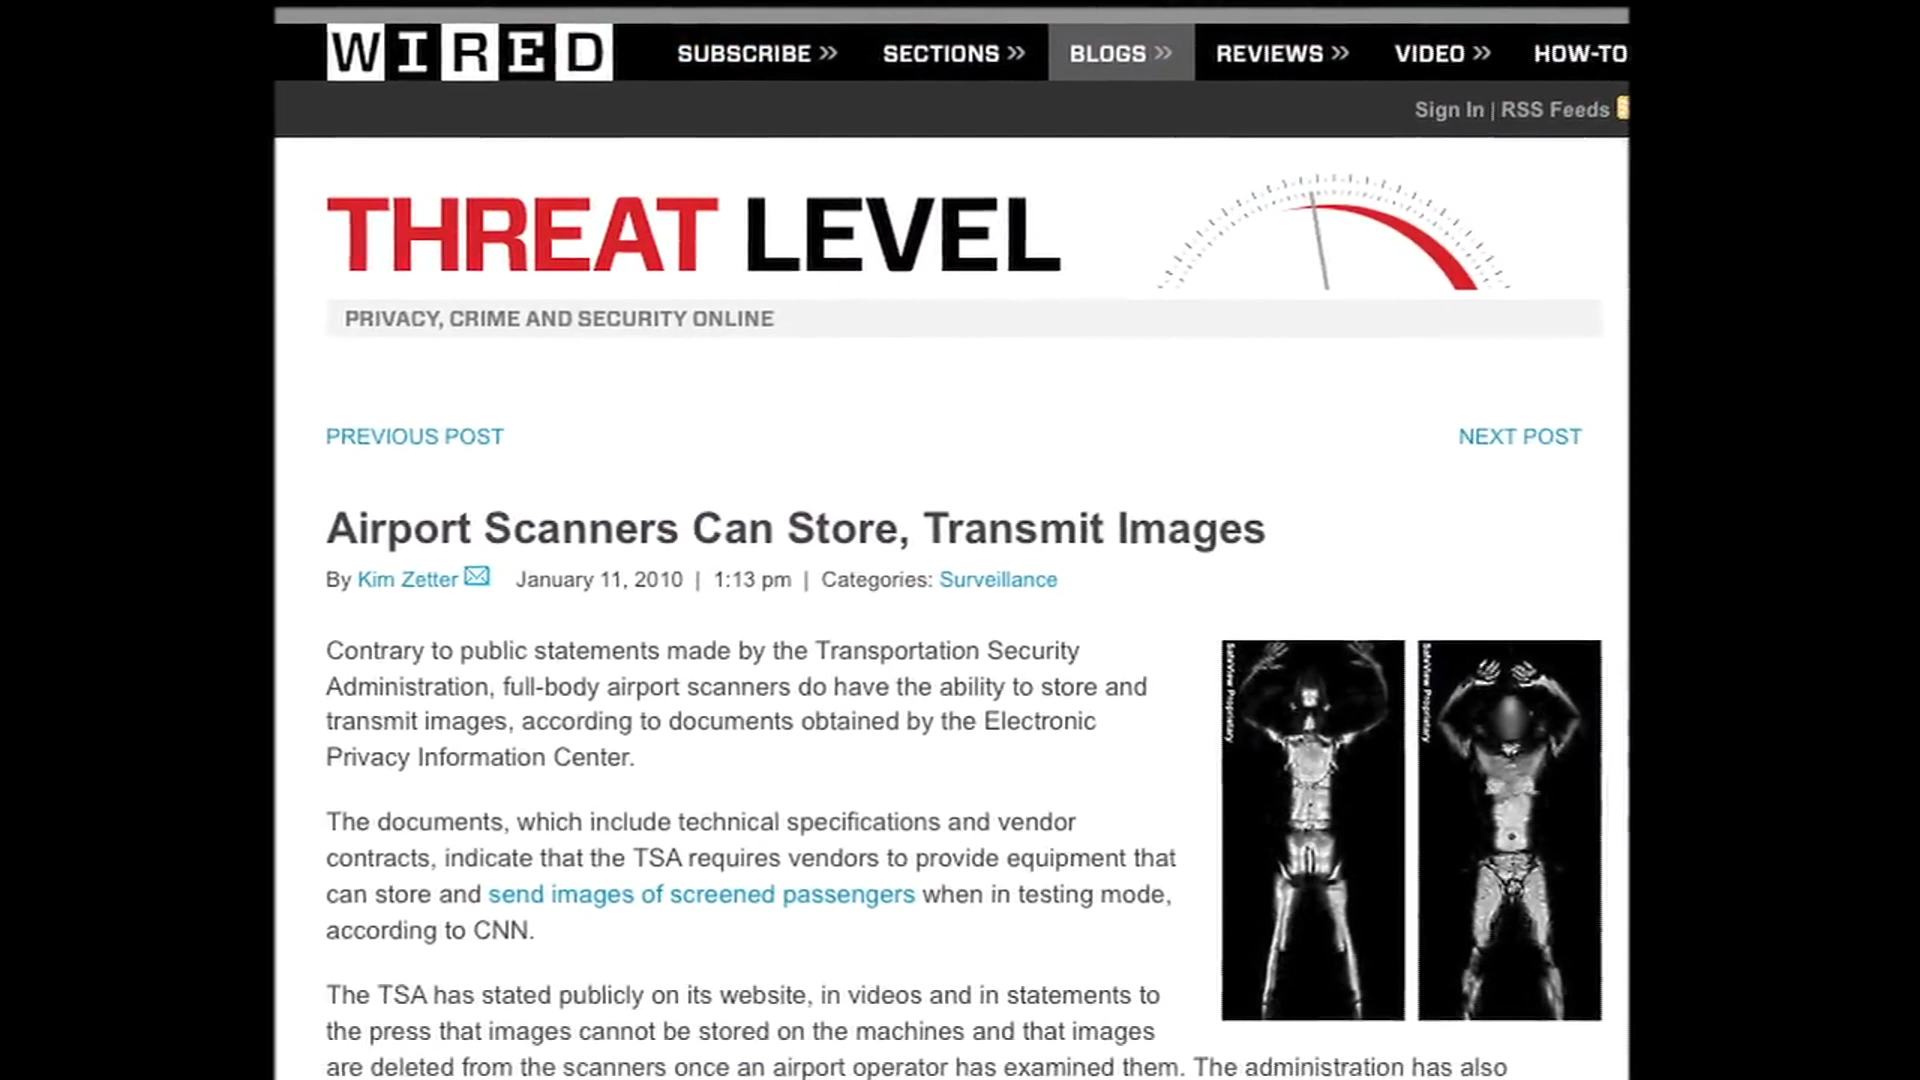 WIRED
SUBSCRIBE » SECTIONS » BLOGS » REVIEWS » VIDEO » HOW-TO
Sign In | RSS Feeds
THREAT LEVEL
PRIVACY, CRIME AND SECURITY ONLINE
PREVIOUS POST NEXT POST
Airport Scanners Can Store, Transmit Images
By Kim Zetter January 11, 2010 | 1:13 pm | Categories: Surveillance
Contrary to public statements made by the Transportation Security
Administration, full-body airport scanners do have the ability to store and
transmit images, according to documents obtained by the Electronic
Privacy Information Center.
The documents, which include technical specifications and vendor
contracts, indicate that the TSA requires vendors to provide equipment that
can store and send images of screened passengers when in testing mode,
according to CNN.
The TSA has stated publicly on its website, in videos and in statements to
the press that images cannot be stored on the machines and that images
are deleted from the scanners once an airport operator has examined them. The administration has also
SafeView Proprietary
SafeView Proprietary